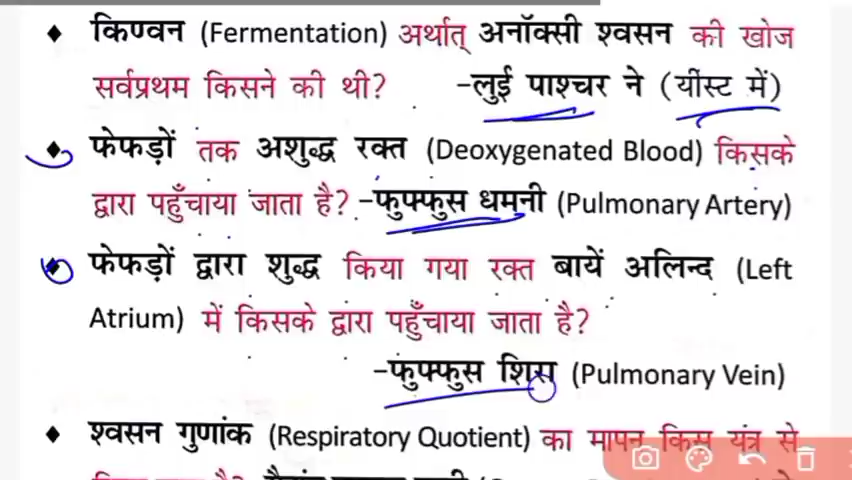 ♦ किण्वन (Fermentation) अर्थात् अनॉक्सी श्वसन की खोज
सर्वप्रथम किसने की थी? -लुई पाश्चर ने (यींस्ट में)
♦ फेफड़ों तक अशुद्ध रक्त (Deoxygenated Blood) किसके
द्वारा पहुँचाया जाता है? -फुफ्फुस धमनी (Pulmonary Artery)
♦ फेफड़ों द्वारा शुद्ध किया गया रक्त बायें अलिन्द (Left
Atrium) में किसके द्वारा पहुँचाया जाता है?
-फुफ्फुस शिरा (Pulmonary Vein)
♦ श्वसन गुणांक (Respiratory Quotient) का मापन किस यंत्र से